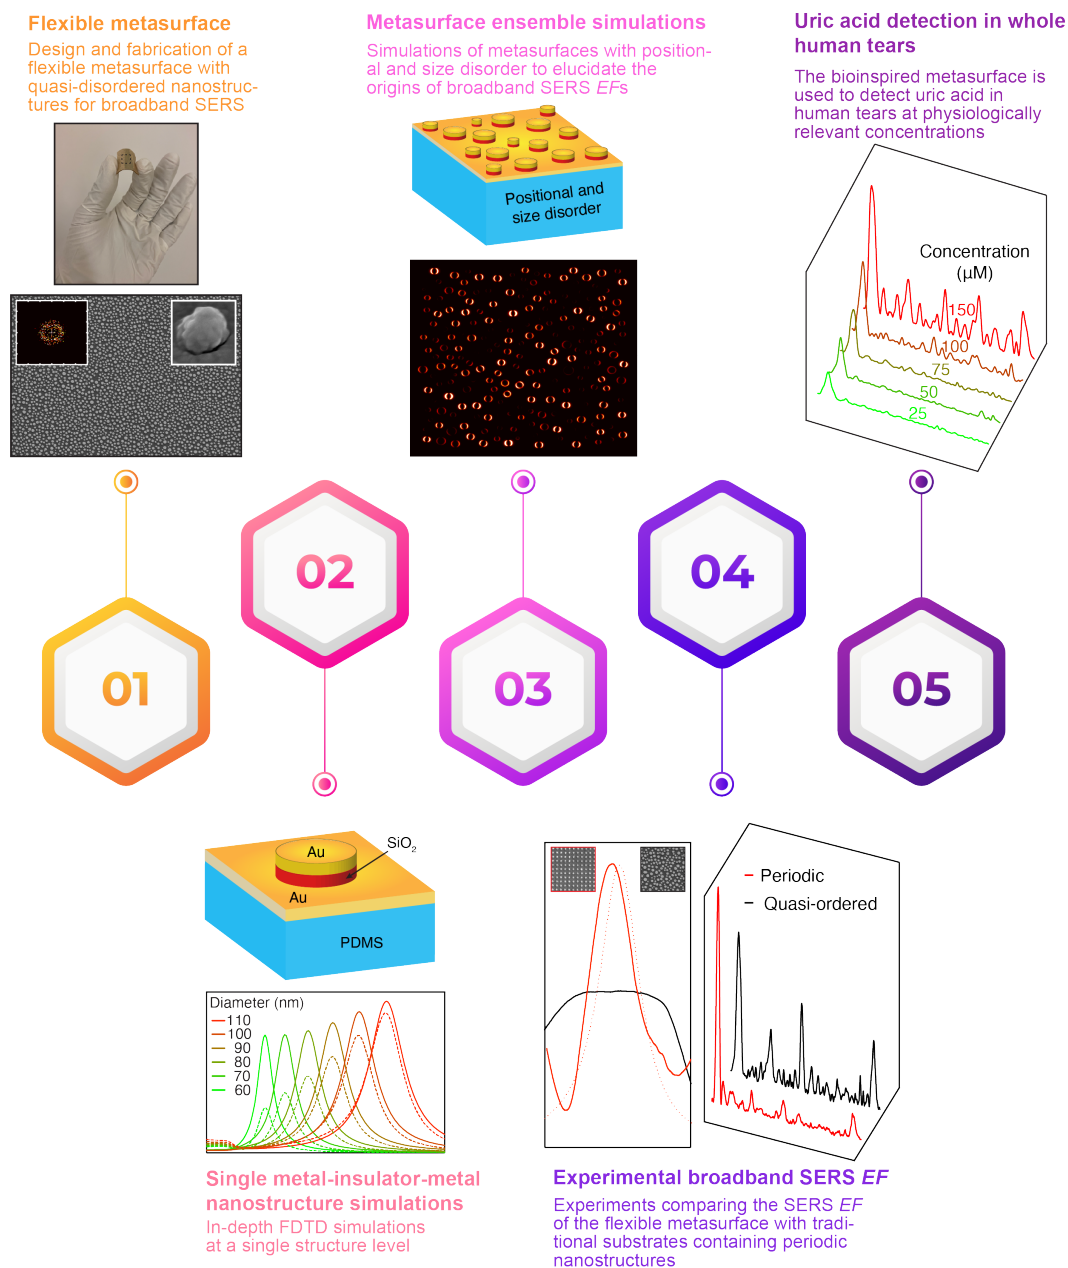 Flexible metasurface
Design and fabrication of a
flexible metasurface with
quasi-disordered nanostruc-
tures for broadband SERS
Metasurface ensemble simulations
Simulations of metasurfaces with position-
al and size disorder to elucidate the
origins of broadband SERS EFs
Positional and
size disorder
Uric acid detection in whole
human tears
The bioinspired metasurface is
used to detect uric acid in
human tears at physiologically
relevant concentrations
Concentration
(μM)
150
100
75
50
25
01
02
03
04
05
Au
SiO₂
Au
PDMS
Diameter (nm)
110
100
90
80
70
60
Single metal-insulator-metal
nanostructure simulations
In-depth FDTD simulations
at a single structure level
Periodic
Quasi-ordered
Experimental broadband SERS EF
Experiments comparing the SERS EF
of the flexible metasurface with tradi-
tional substrates containing periodic
nanostructures